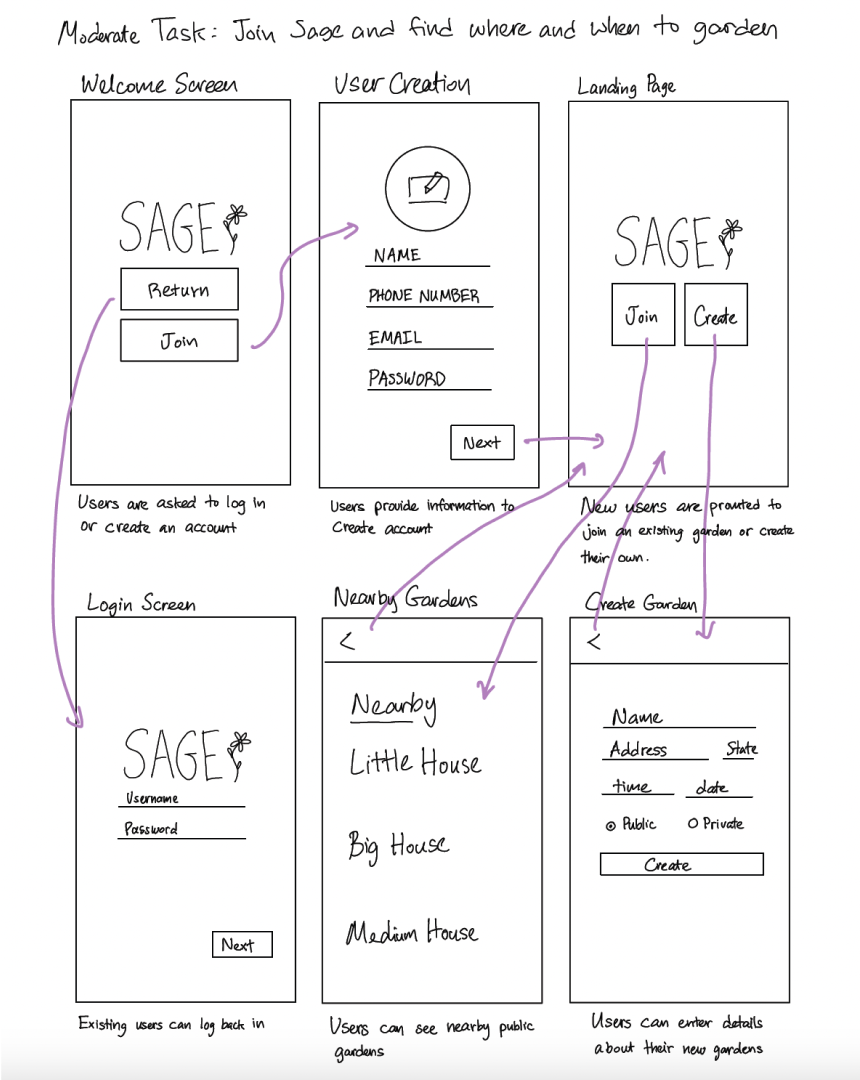 Moderate Task: Join Sage and find where and when to garden
Welcome Screen
SAGE
Return
Join
Users are asked to log in
or create an account
User Creation
NAME
PHONE NUMBER
EMAIL
PASSWORD
Next
Users provide information to
Create account
Landing Page
SAGE
Join
Create
New users are promted to
join an existing garden or create
their own.
Login Screen
SAGE
Username
Password
Next
Existing users can log back in
Nearby Gardens
<
Nearby
Little House
Big House
Medium House
Users can see nearby public
gardens
Create Garden
<
Name
Address State
time date
Public Private
Create
Users can enter details
about their new gardens